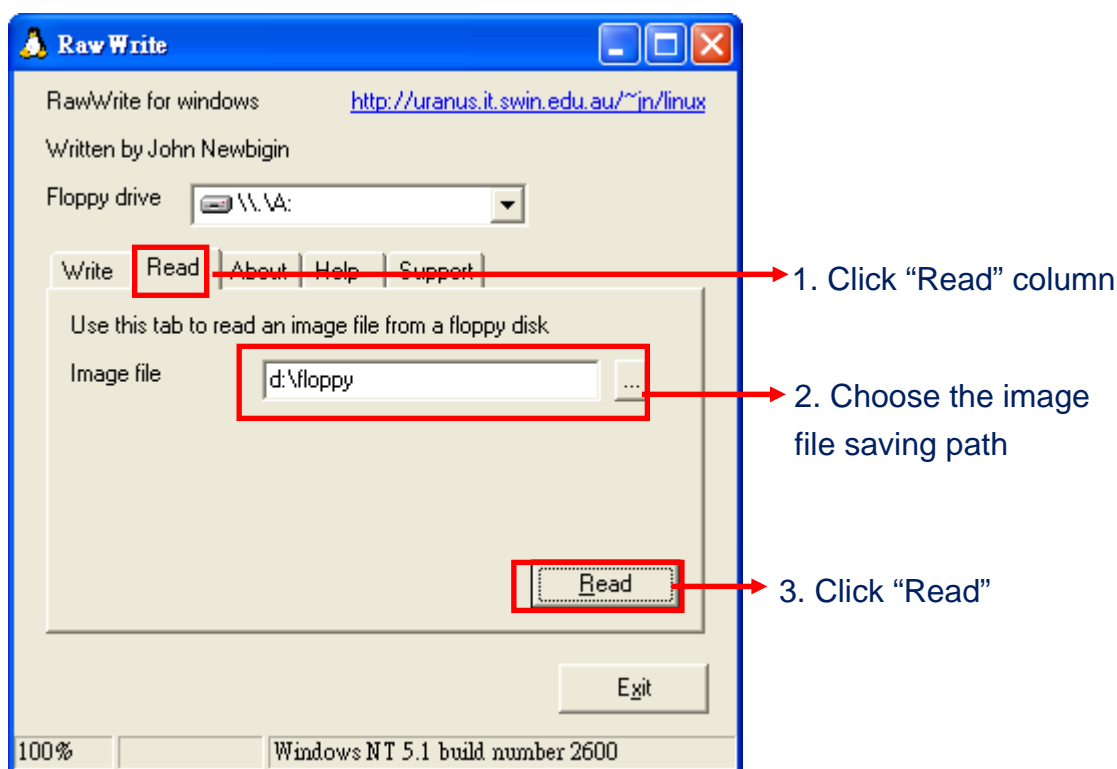 Raw Write
RawWrite for windows http://uranus.it.swin.edu.au/~jn/linux
Written by John Newbigin
Floppy drive \\.\A:
Write Read About Help Support
1. Click “Read” column
Use this tab to read an image file from a floppy disk
Image file d:\floppy ...
2. Choose the image
file saving path
Read
3. Click “Read”
Exit
100% Windows NT 5.1 build number 2600